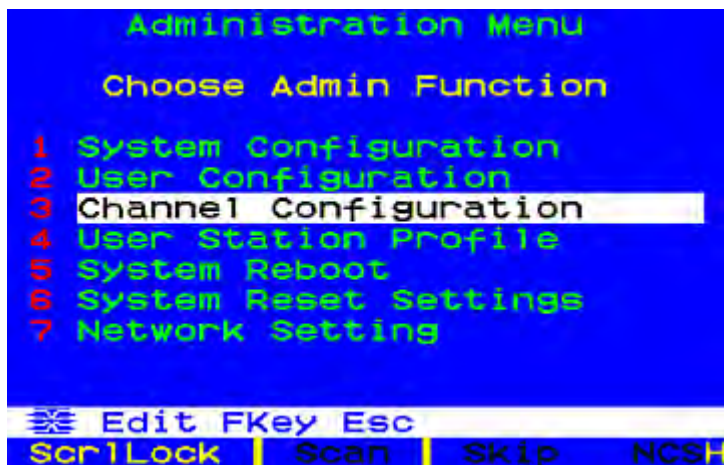 Administration Menu
Choose Admin Function
1 System Configuration
2 User Configuration
3 Channel Configuration
4 User Station Profile
5 System Reboot
6 System Reset Settings
7 Network Setting
Edit FKey Esc
ScrlLock Scan Skip NCSH